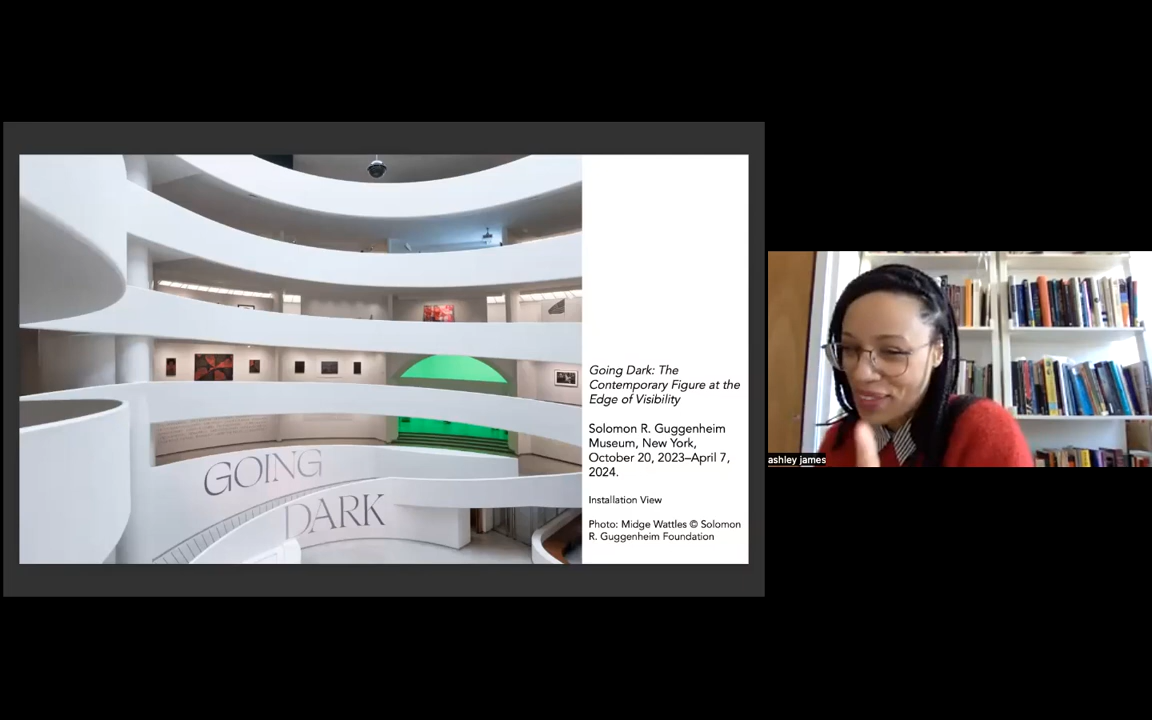 GOING
DARK
Going Dark: The
Contemporary Figure at the
Edge of Visibility
Solomon R. Guggenheim
Museum, New York,
October 20, 2023–April 7,
2024.
Installation View
Photo: Midge Wattles © Solomon
R. Guggenheim Foundation
ashley james